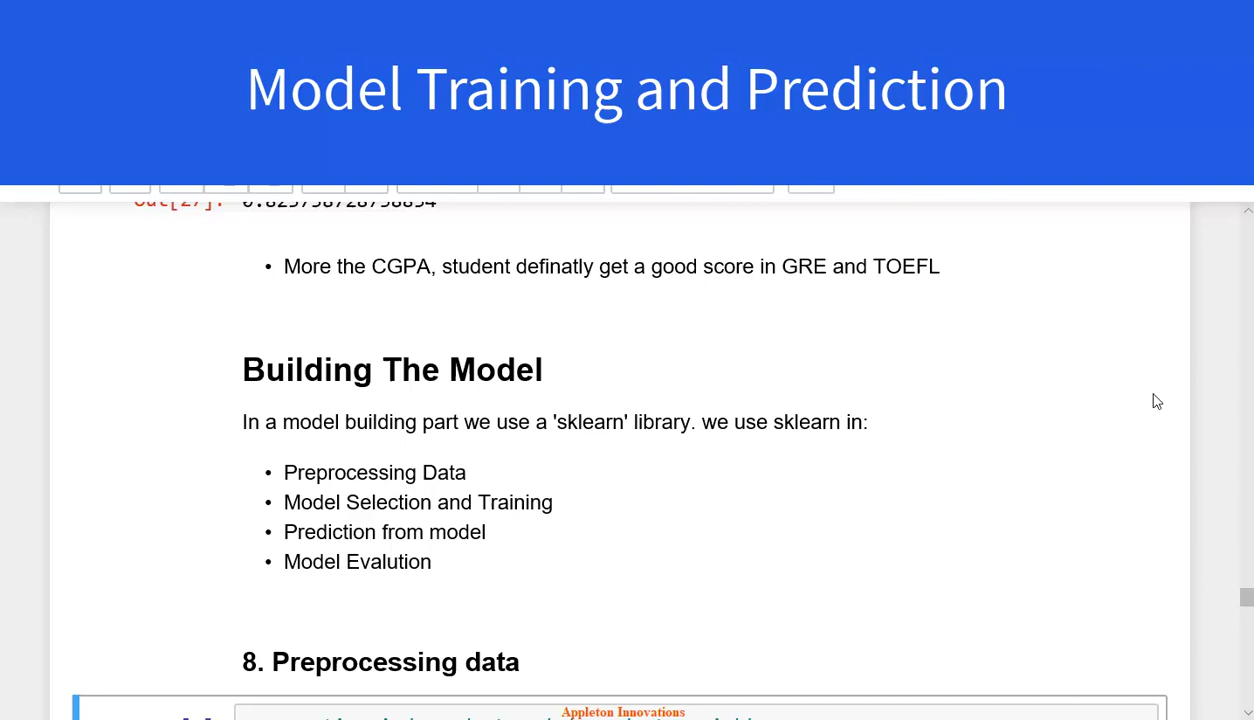 Model Training and Prediction
• More the CGPA, student definatly get a good score in GRE and TOEFL
Building The Model
In a model building part we use a 'sklearn' library. we use sklearn in:
• Preprocessing Data
• Model Selection and Training
• Prediction from model
• Model Evalution
8. Preprocessing data
Appleton Innovations